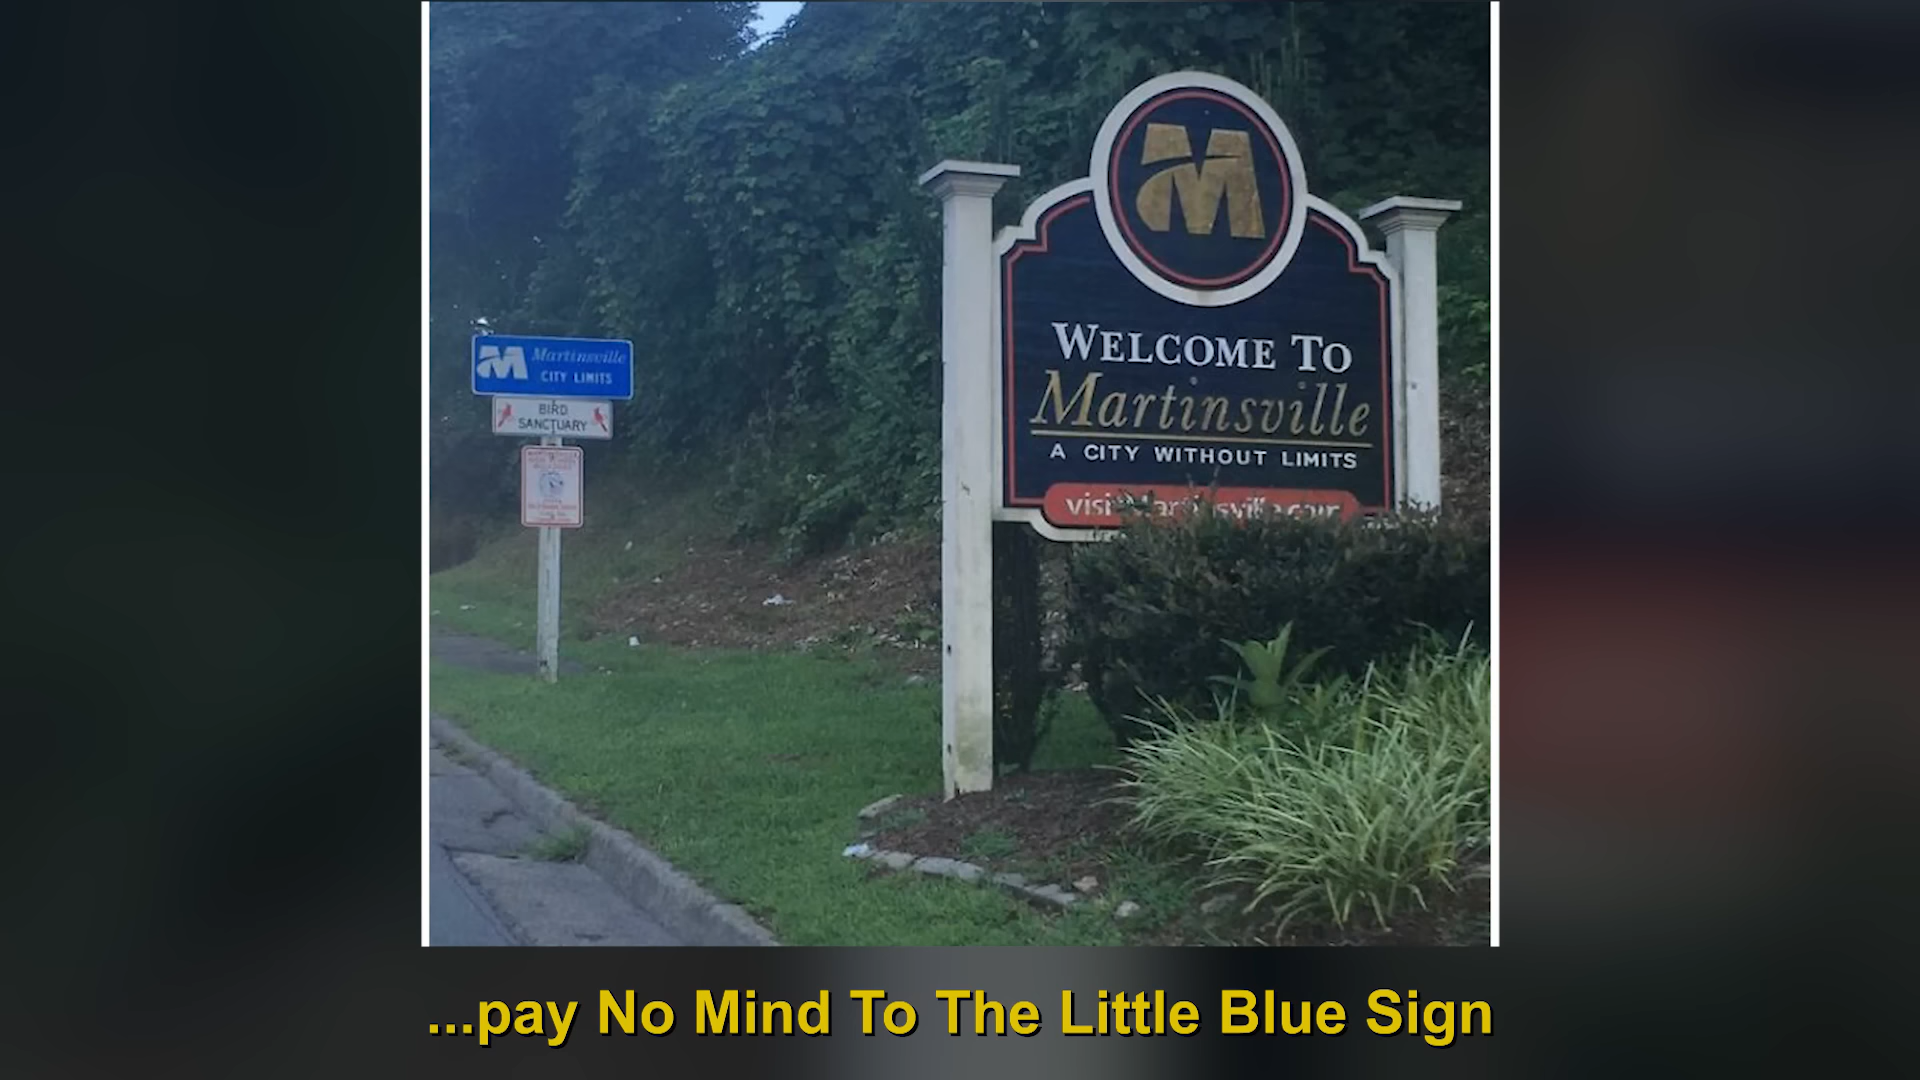 Martinsville
CITY LIMITS
BIRD
SANCTUARY
M
WELCOME TO
Martinsville
A CITY WITHOUT LIMITS
...pay No Mind To The Little Blue Sign